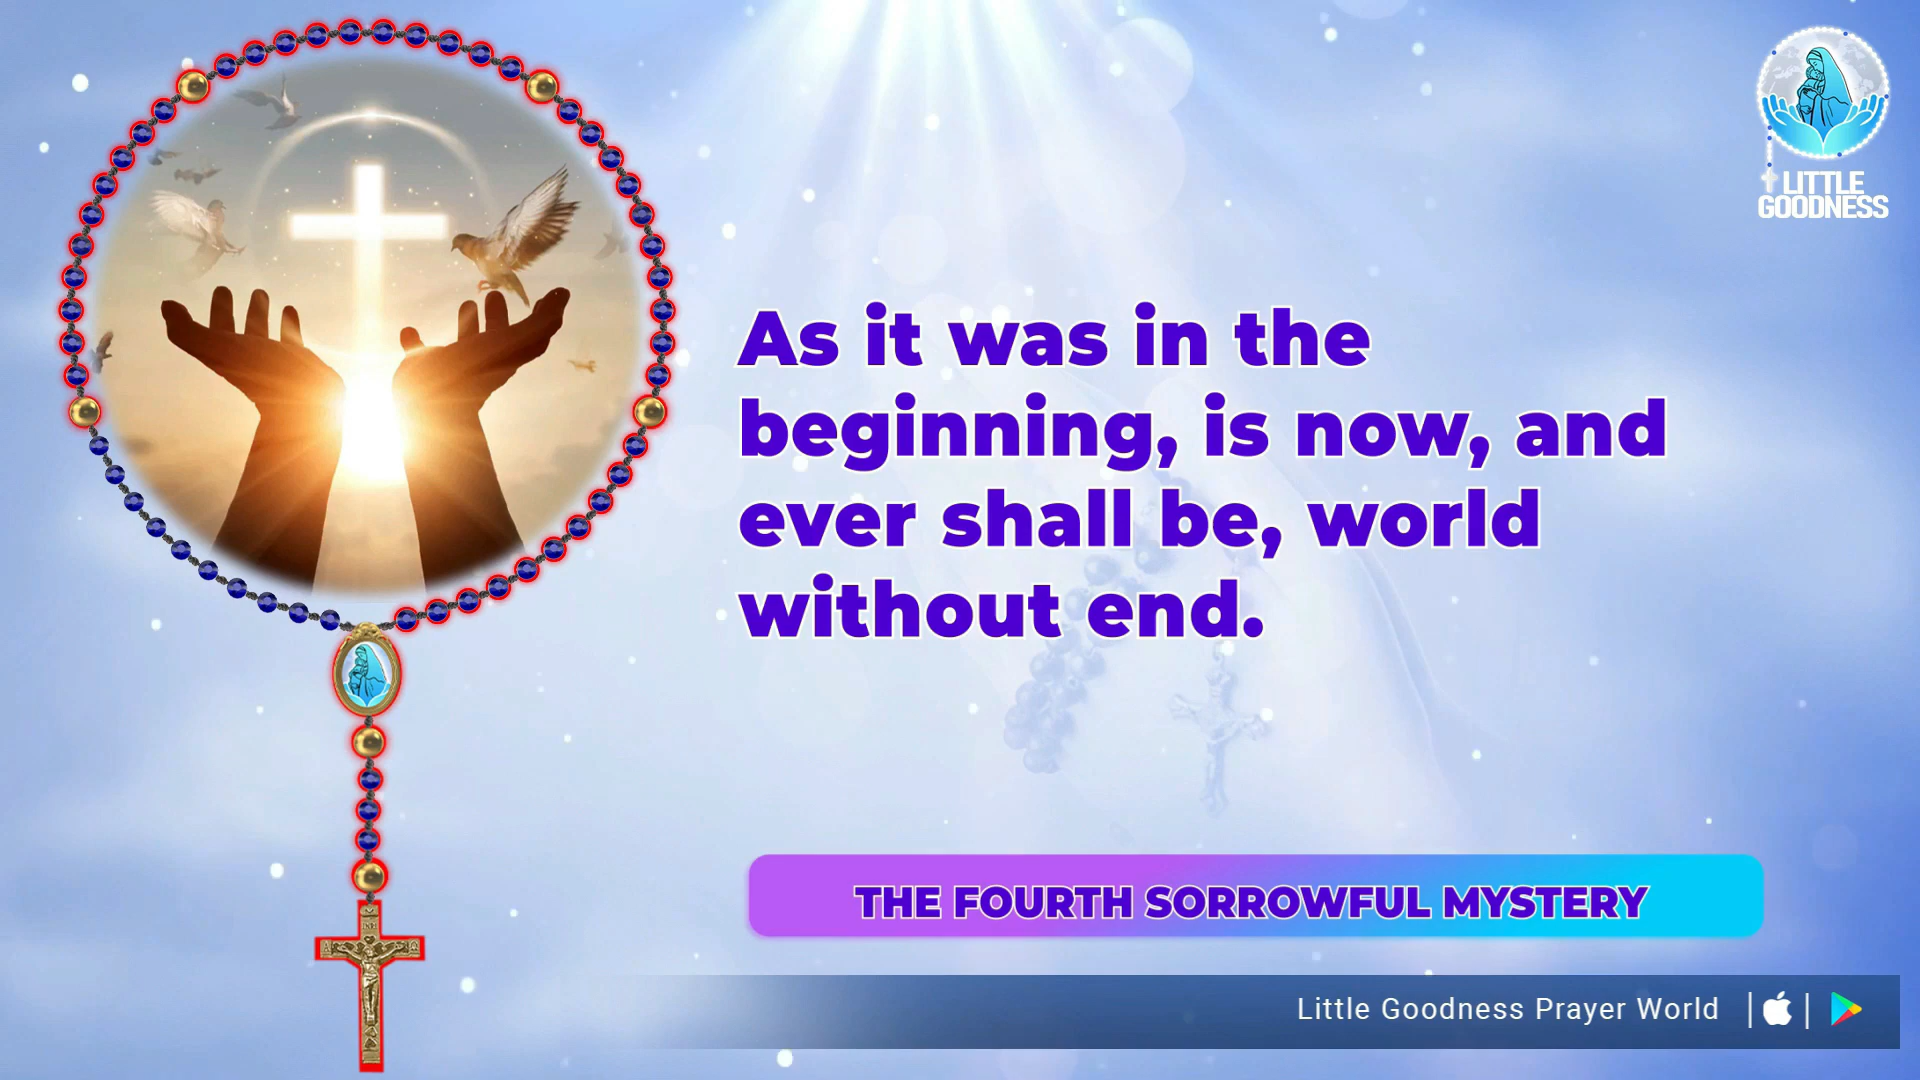 LITTLE
GOODNESS
As it was in the
beginning, is now, and
ever shall be, world
without end.
THE FOURTH SORROWFUL MYSTERY
Little Goodness Prayer World